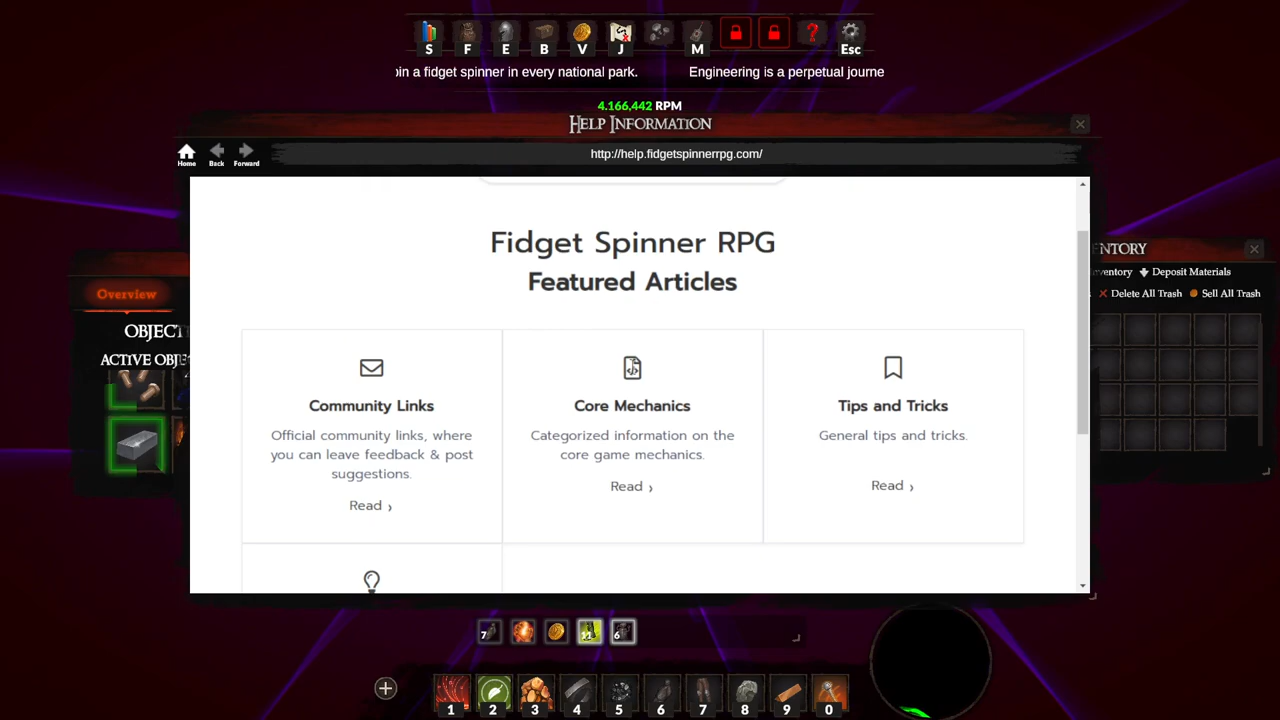 S F E B V J M Esc
oin a fidget spinner in every national park. Engineering is a perpetual journe
4.166,442 RPM
Help Information
Home Back Forward
http://help.fidgetspinnerrpg.com/
Fidget Spinner RPG
Featured Articles
Community Links
Official community links, where
you can leave feedback & post
suggestions.
Read ›
Core Mechanics
Categorized information on the
core game mechanics.
Read ›
Tips and Tricks
General tips and tricks.
Read ›
Overview
OBJECT
ACTIVE OBJ
NTORY
nventory Deposit Materials
Delete All Trash Sell All Trash
7 11 6
1 2 3 4 5 6 7 8 9 0